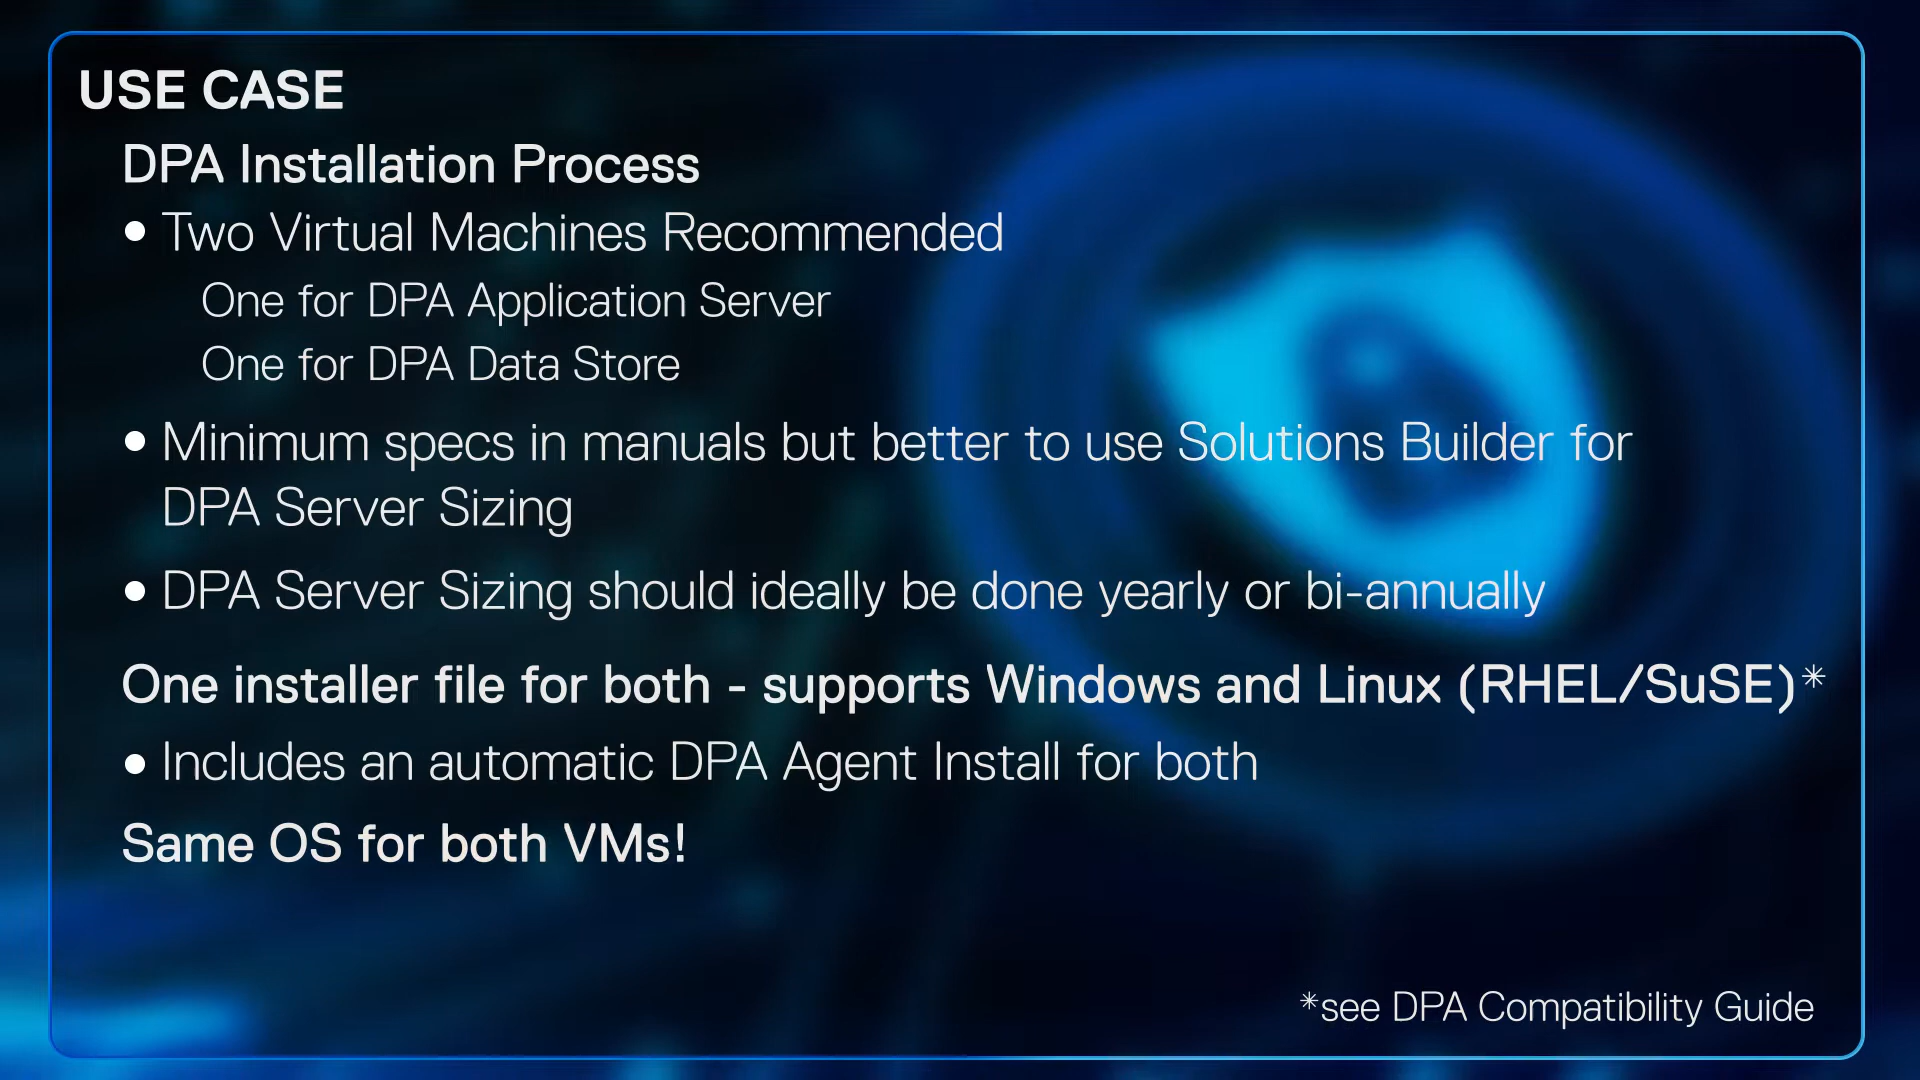 USE CASE
DPA Installation Process
• Two Virtual Machines Recommended
One for DPA Application Server
One for DPA Data Store
• Minimum specs in manuals but better to use Solutions Builder for
DPA Server Sizing
• DPA Server Sizing should ideally be done yearly or bi-annually
One installer file for both - supports Windows and Linux (RHEL/SuSE)*
• Includes an automatic DPA Agent Install for both
Same OS for both VMs!
*see DPA Compatibility Guide